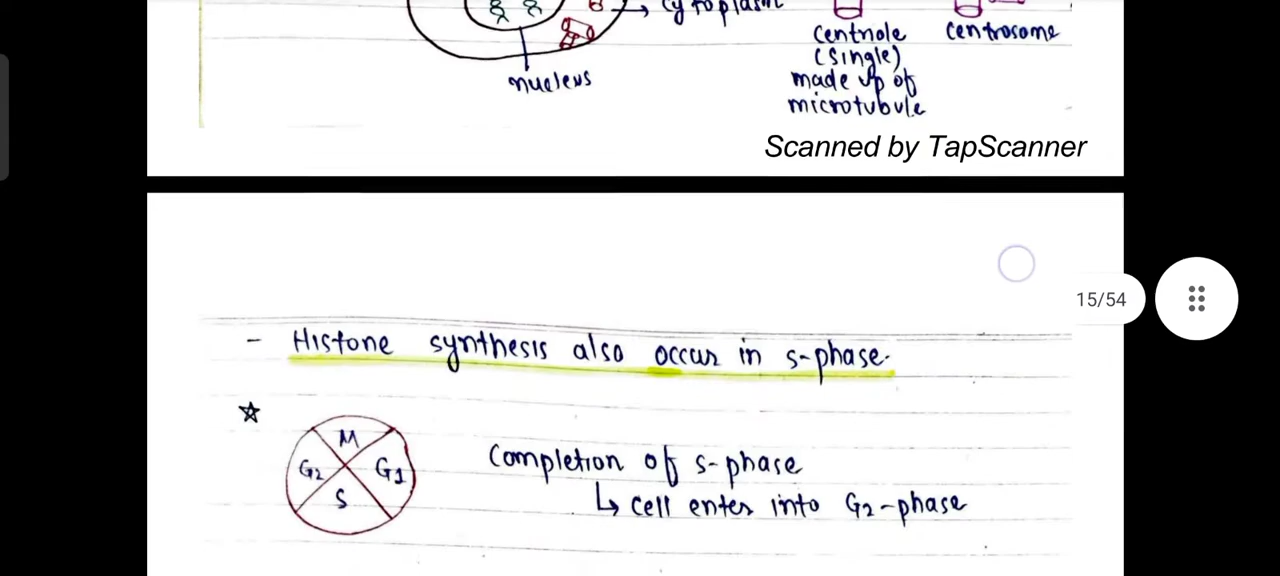 cytoplasm
nucleus
Centriole
(single)
made up of
microtubule
centrosome
Scanned by TapScanner
15/54
- Histone synthesis also occur in s-phase.
M
G2 G1
S
Completion of s-phase
↳ cell enter into G2-phase